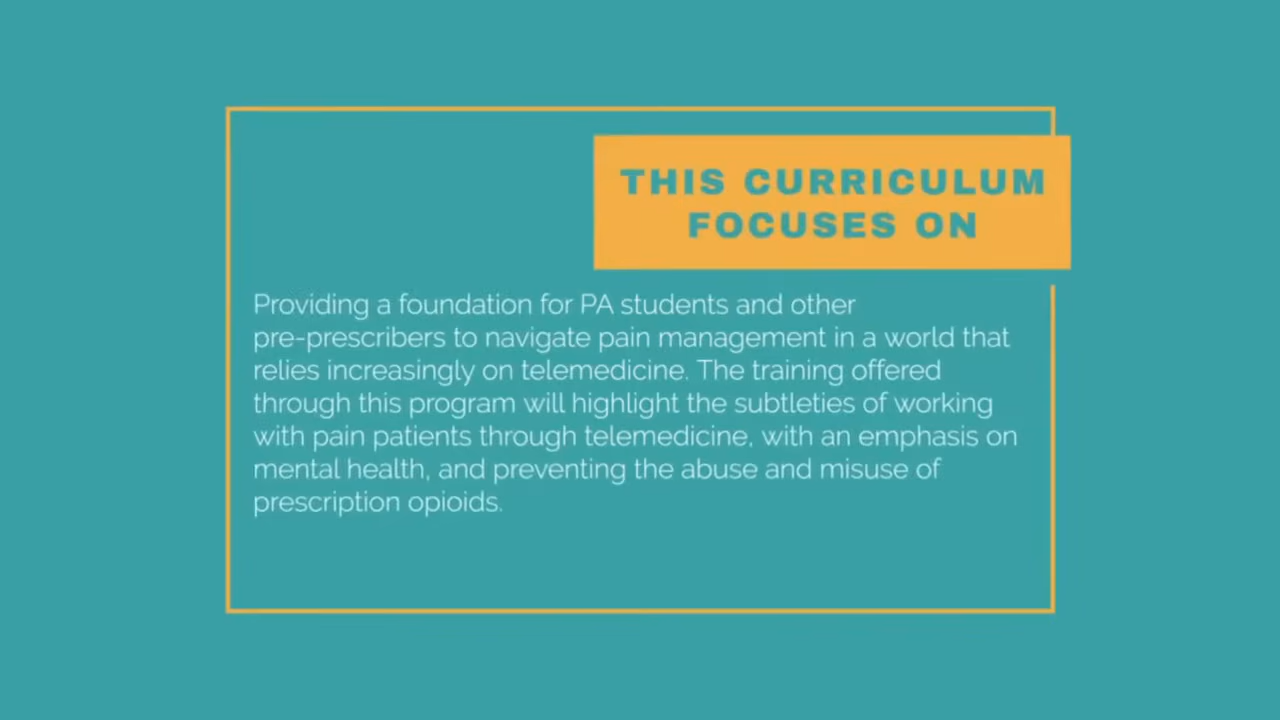 THIS CURRICULUM
FOCUSES ON
Providing a foundation for PA students and other
pre-prescribers to navigate pain management in a world that
relies increasingly on telemedicine. The training offered
through this program will highlight the subtleties of working
with pain patients through telemedicine, with an emphasis on
mental health, and preventing the abuse and misuse of
prescription opioids.